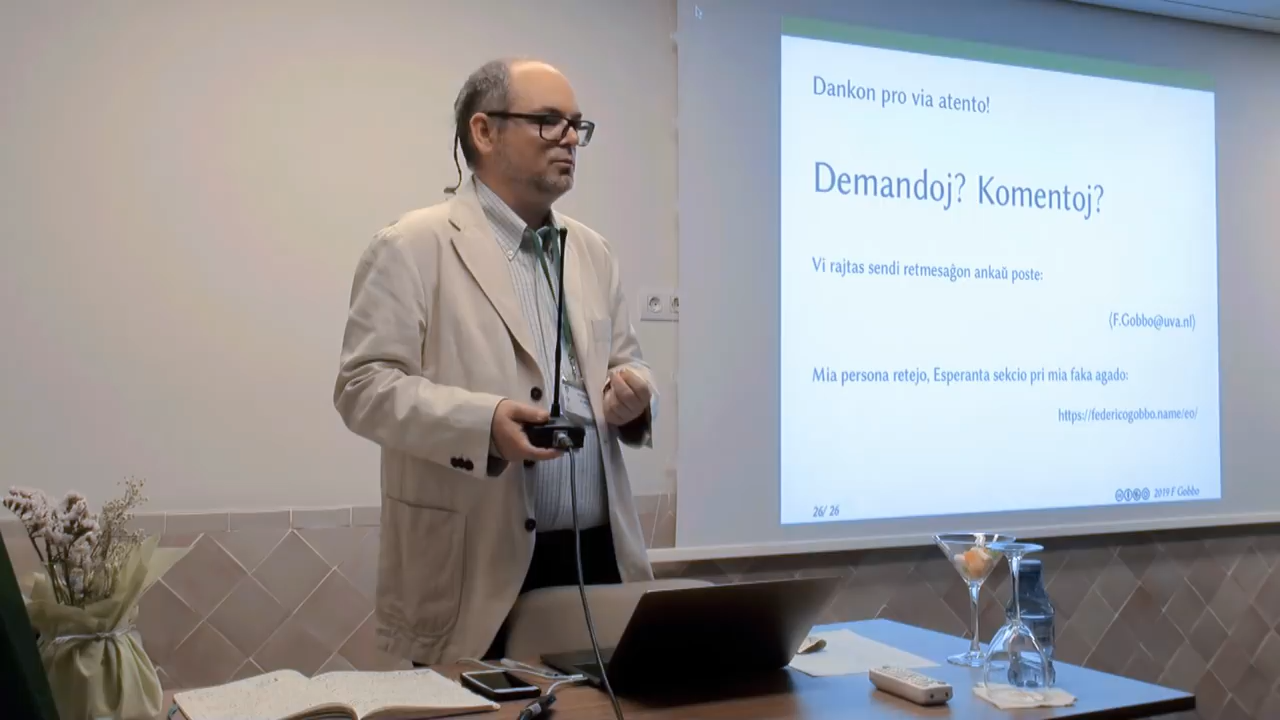 Dankon pro via atento!
Demandoj? Komentoj?
Vi rajtas sendi retmesaĝon ankaŭ poste:
(F.Gobbo@uva.nl)
Mia persona retejo, Esperanta sekcio pri mia faka agado:
https://federicogobbo.name/eo/
2019 F Gobbo
26/ 26